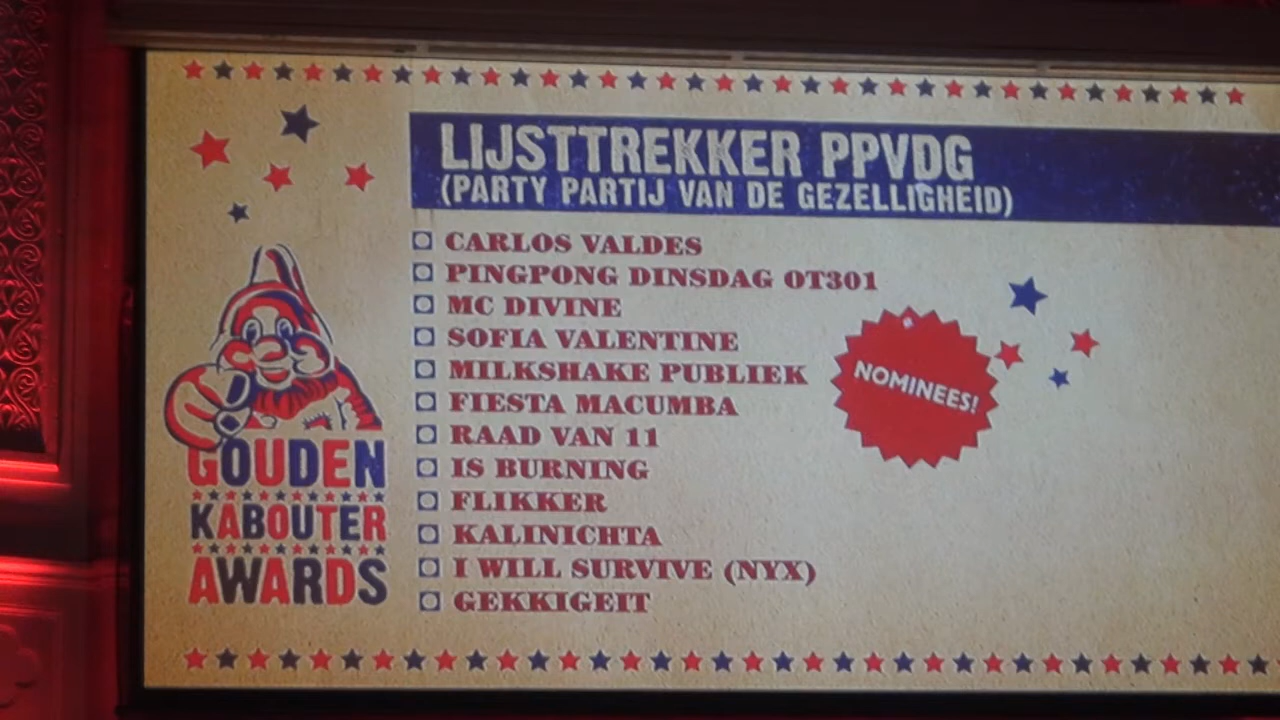 LIJSTTREKKER PPVDG
(PARTY PARTIJ VAN DE GEZELLIGHEID)
CARLOS VALDES
PINGPONG DINSDAG OT301
MC DIVINE
SOFIA VALENTINE
MILKSHAKE PUBLIEK
FIESTA MACUMBA
RAAD VAN 11
IS BURNING
FLIKKER
KALINICHTA
I WILL SURVIVE (NYX)
GEKKIGEIT
NOMINEES!
GOUDEN
KABOUTER
AWARDS